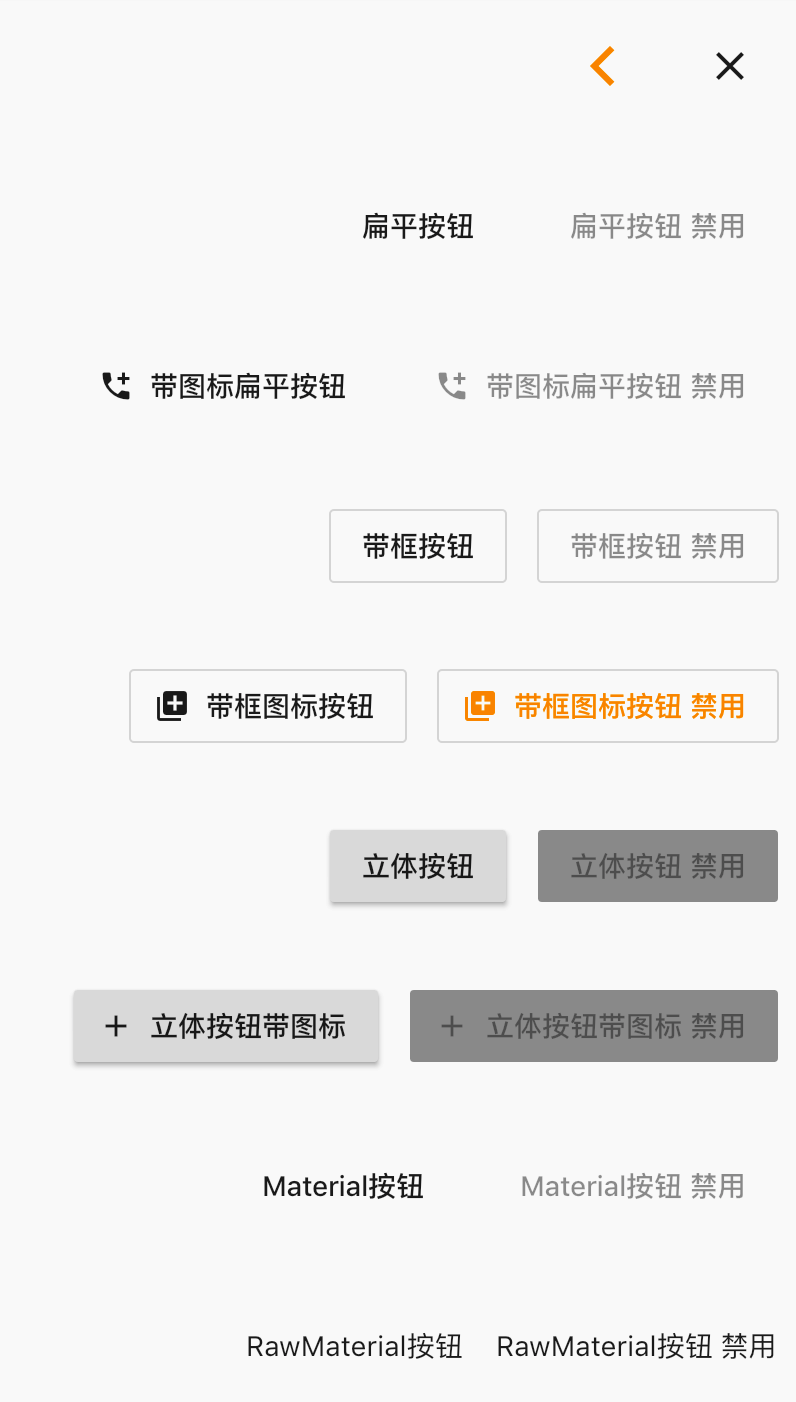 扁平按钮 扁平按钮 禁用
带图标扁平按钮 带图标扁平按钮 禁用
带框按钮 带框按钮 禁用
带框图标按钮 带框图标按钮 禁用
立体按钮 立体按钮 禁用
立体按钮带图标 立体按钮带图标 禁用
Material按钮 Material按钮 禁用
RawMaterial按钮 RawMaterial按钮 禁用